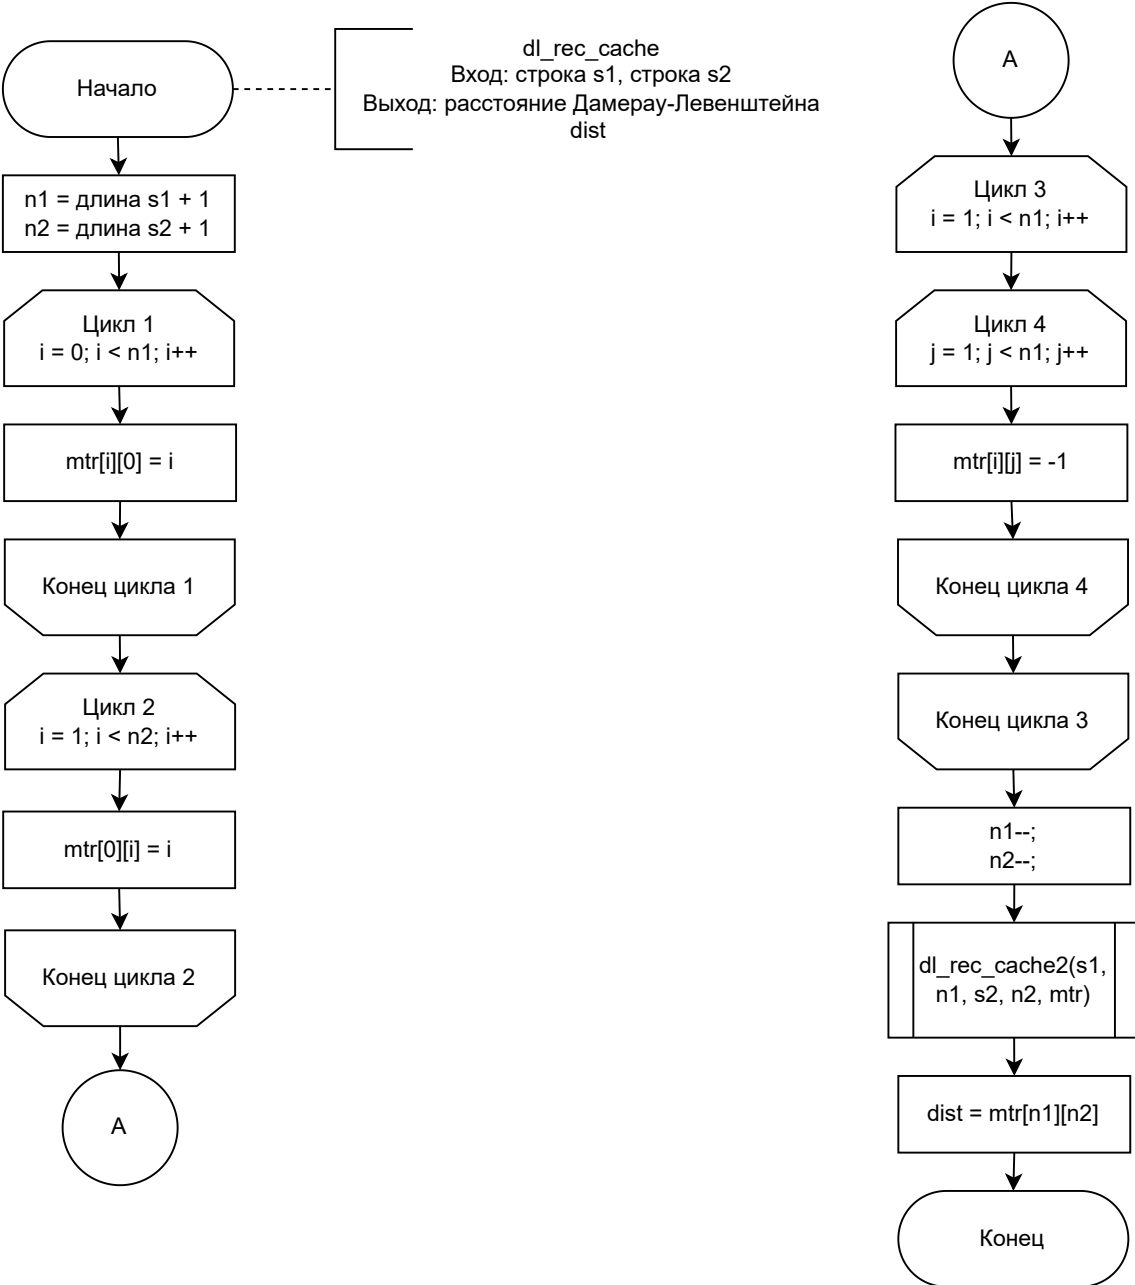 Начало
dl_rec_cache
Вход: строка s1, строка s2
Выход: расстояние Дамерау-Левенштейна
dist
n1 = длина s1 + 1
n2 = длина s2 + 1
Цикл 1
i = 0; i < n1; i++
mtr[i][0] = i
Конец цикла 1
Цикл 2
i = 1; i < n2; i++
mtr[0][i] = i
Конец цикла 2
A
A
Цикл 3
i = 1; i < n1; i++
Цикл 4
j = 1; j < n1; j++
mtr[i][j] = -1
Конец цикла 4
Конец цикла 3
n1--;
n2--;
dl_rec_cache2(s1,
n1, s2, n2, mtr)
dist = mtr[n1][n2]
Конец